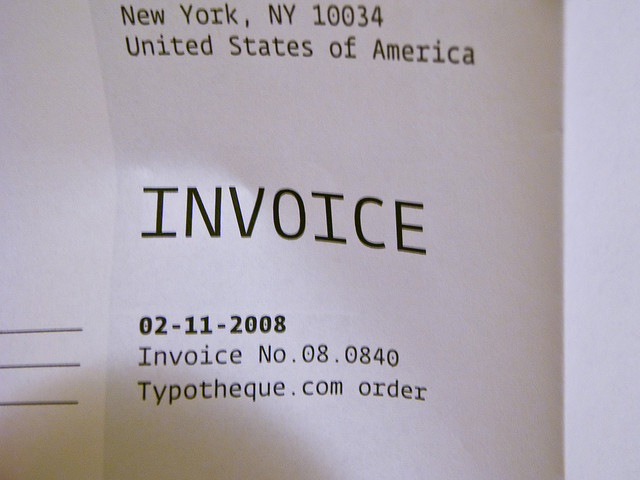 New York, NY 10034
United States of America
INVOICE
02-11-2008
Invoice No.08.0840
Typotheque.com order